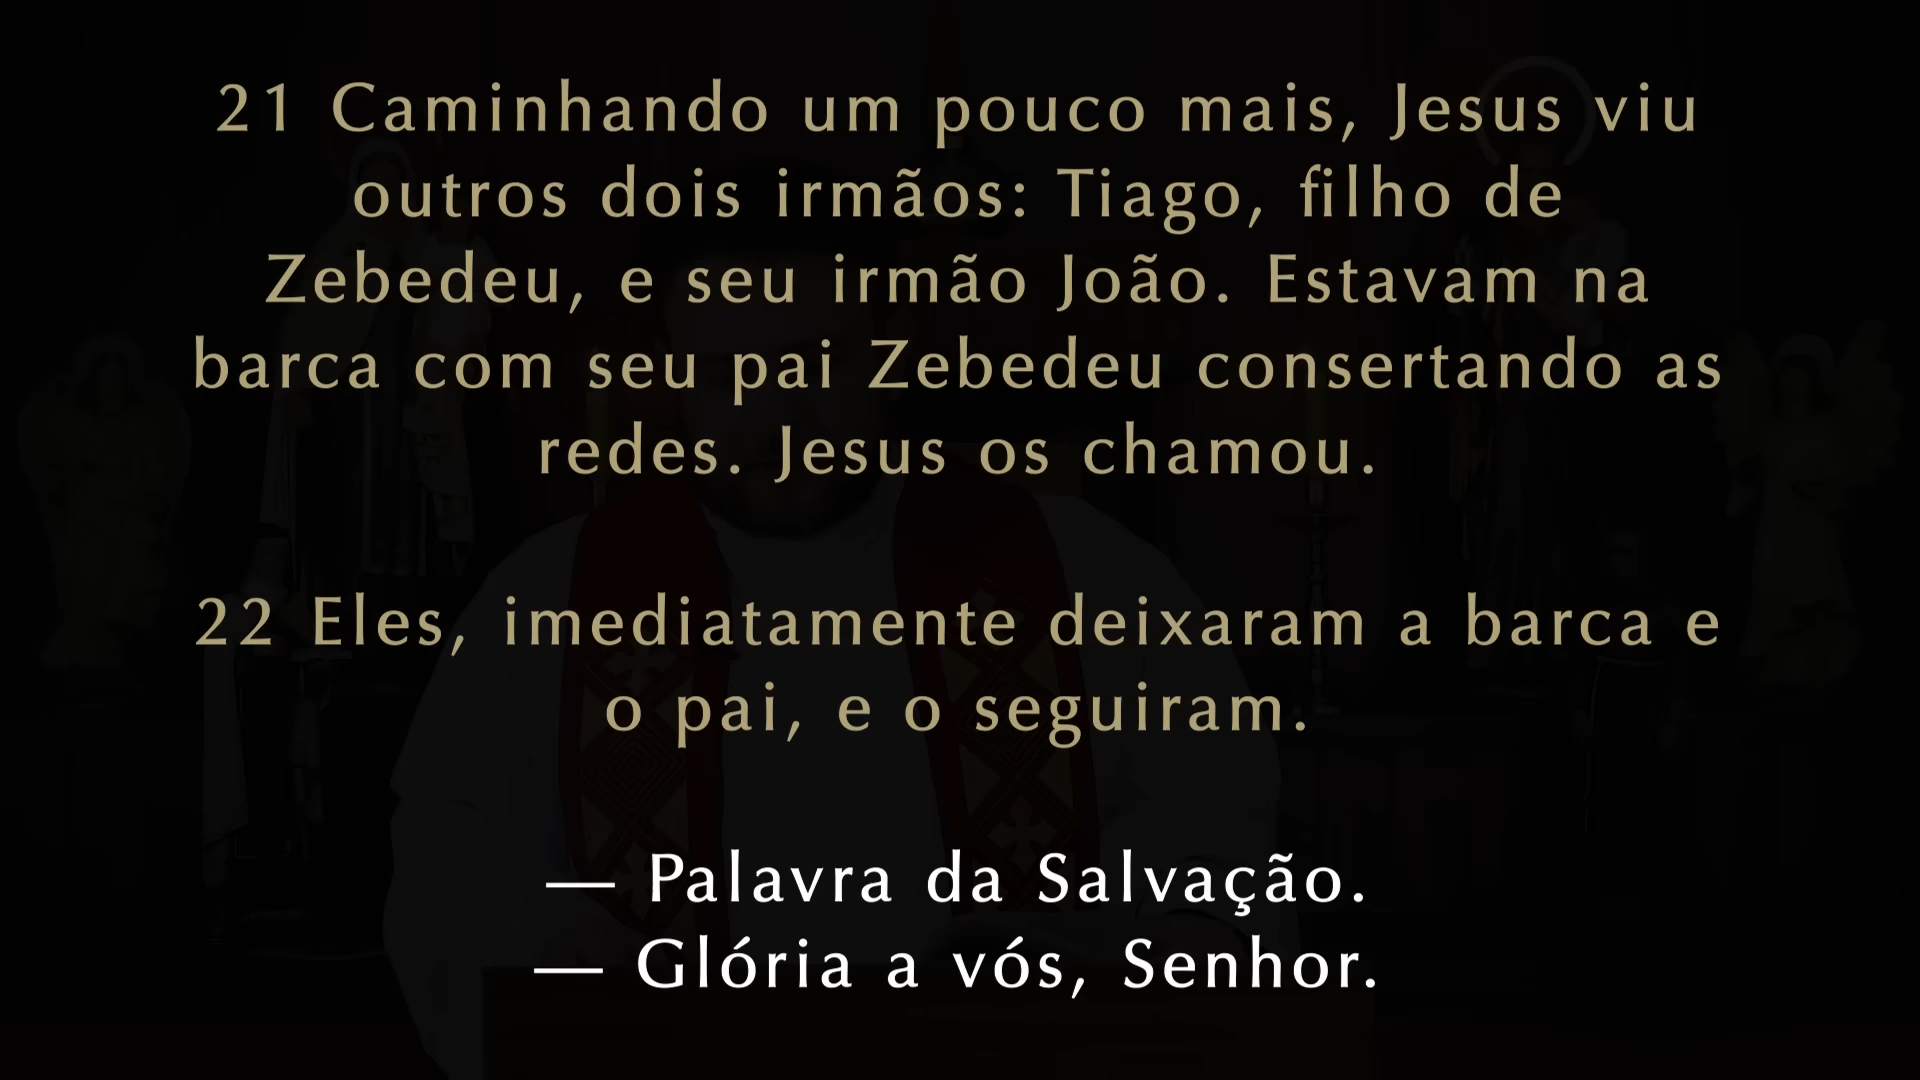 21 Caminhando um pouco mais, Jesus viu
outros dois irmãos: Tiago, filho de
Zebedeu, e seu irmão João. Estavam na
barca com seu pai Zebedeu consertando as
redes. Jesus os chamou.
22 Eles, imediatamente deixaram a barca e
o pai, e o seguiram.
— Palavra da Salvação.
— Glória a vós, Senhor.